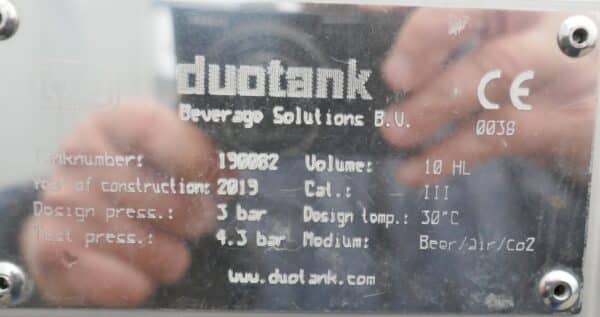 duotank
Beverage Solutions B.V.
CE
0038
Tanknumber: 190082 Volume: 10 HL
Year of construction: 2019 Cat.: III
Design press.: 3 bar Design temp.: 30°C
Test press.: 4.3 bar Medium: Beer/air/Co2
www.duotank.com